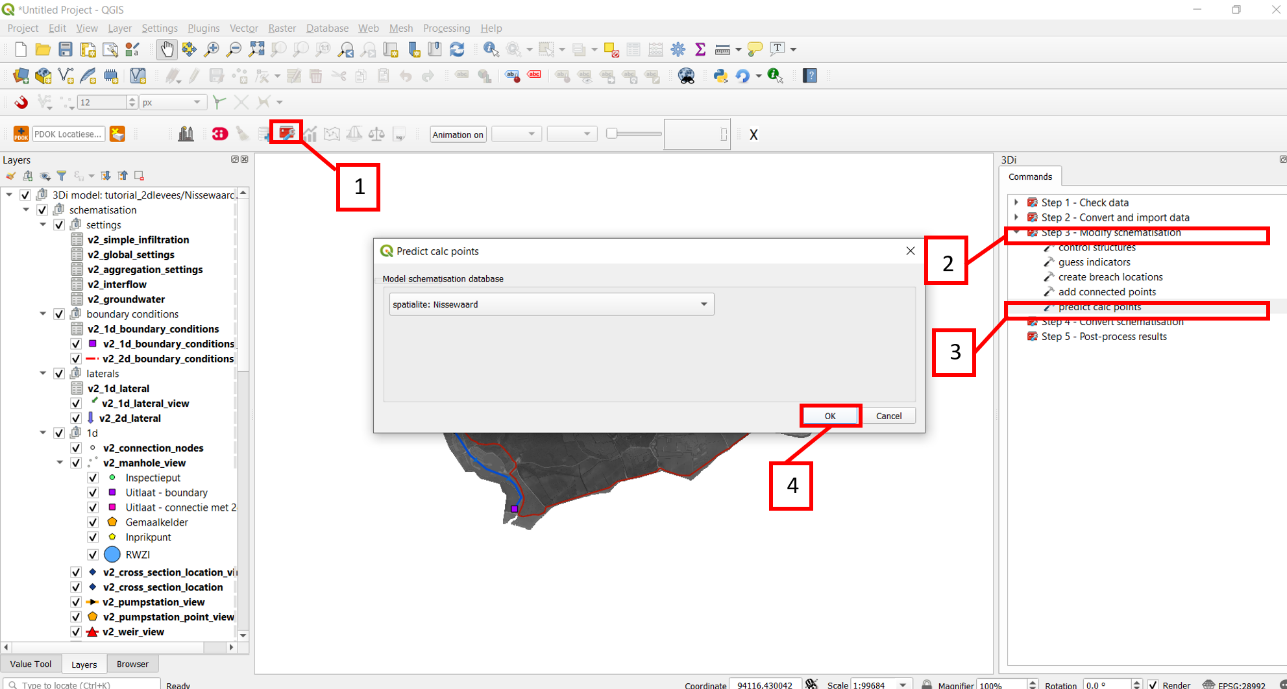 *Untitled Project - QGIS
Project Edit View Layer Settings Plugins Vector Raster Database Web Mesh Processing Help
12 px
PDOK PDOK Locatiese... Animation on X
Layers
3Di model: tutorial_2dlevees/Nissewaard
schematisation
settings
v2_simple_infiltration
v2_global_settings
v2_aggregation_settings
v2_interflow
v2_groundwater
boundary conditions
v2_1d_boundary_conditions
v2_1d_boundary_conditions
v2_2d_boundary_conditions
laterals
v2_1d_lateral
v2_1d_lateral_view
v2_2d_lateral
1d
v2_connection_nodes
v2_manhole_view
Inspectieput
Uitlaat - boundary
Uitlaat - connectie met 2
Gemaalkelder
Inprikpunt
RWZI
v2_cross_section_location_vi
v2_cross_section_location
v2_pumpstation_view
v2_pumpstation_point_view
v2_weir_view
Value Tool Layers Browser
1
Predict calc points
Model schematisation database
spatialite: Nissewaard
OK Cancel
2
3
4
3Di
Commands
Step 1 - Check data
Step 2 - Convert and import data
Step 3 - Modify schematisation
control structures
guess indicators
create breach locations
add connected points
predict calc points
Step 4 - Convert schematisation
Step 5 - Post-process results
Type to locate (Ctrl+K) Ready Coordinate 94116.430042 Scale 1:99684 Magnifier 100% Rotation 0.0 ° Render EPSG:28992